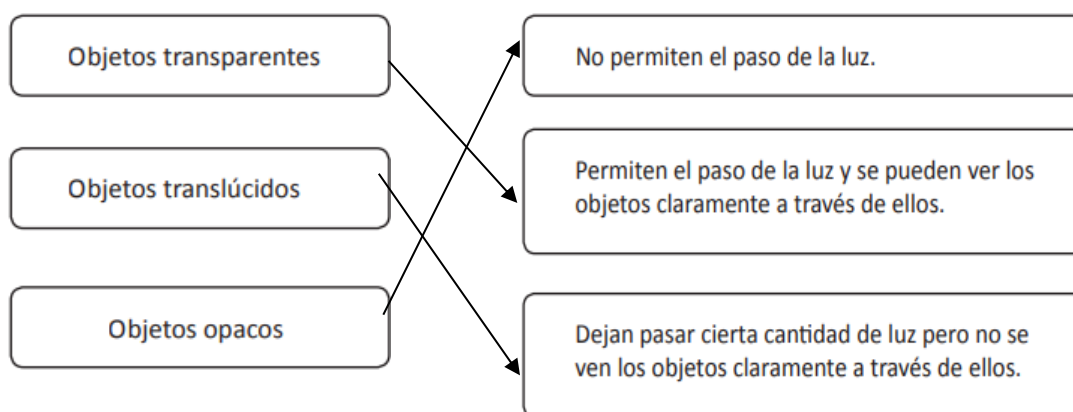 Objetos transparentes
No permiten el paso de la luz.
Objetos translúcidos
Permiten el paso de la luz y se pueden ver los
objetos claramente a través de ellos.
Objetos opacos
Dejan pasar cierta cantidad de luz pero no se
ven los objetos claramente a través de ellos.